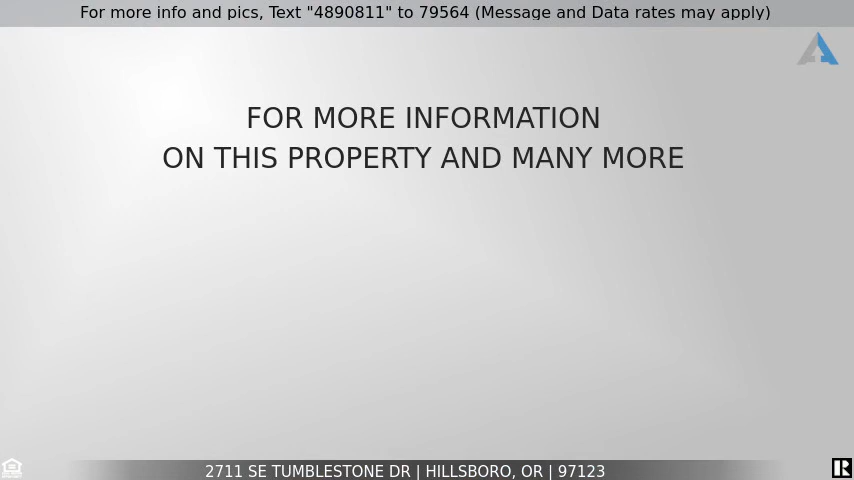 For more info and pics, Text "4890811" to 79564 (Message and Data rates may apply)
FOR MORE INFORMATION
ON THIS PROPERTY AND MANY MORE
2711 SE TUMBLESTONE DR | HILLSBORO, OR | 97123